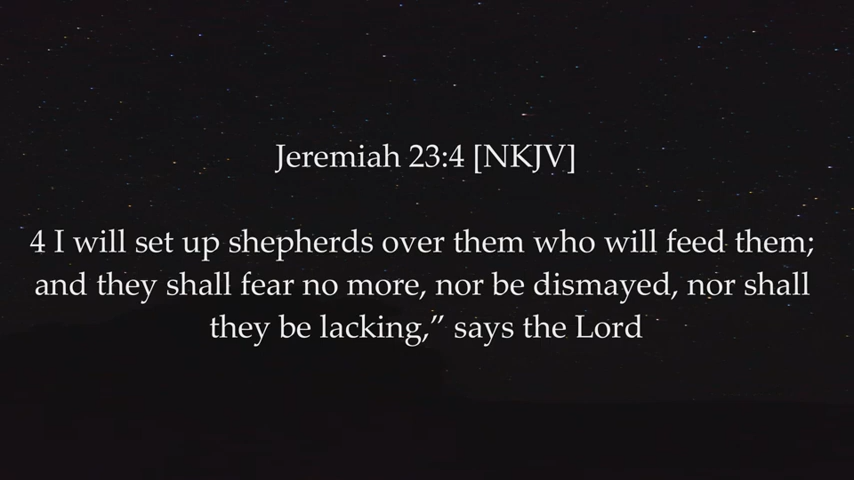 Jeremiah 23:4 [NKJV]
4 I will set up shepherds over them who will feed them;
and they shall fear no more, nor be dismayed, nor shall
they be lacking,” says the Lord